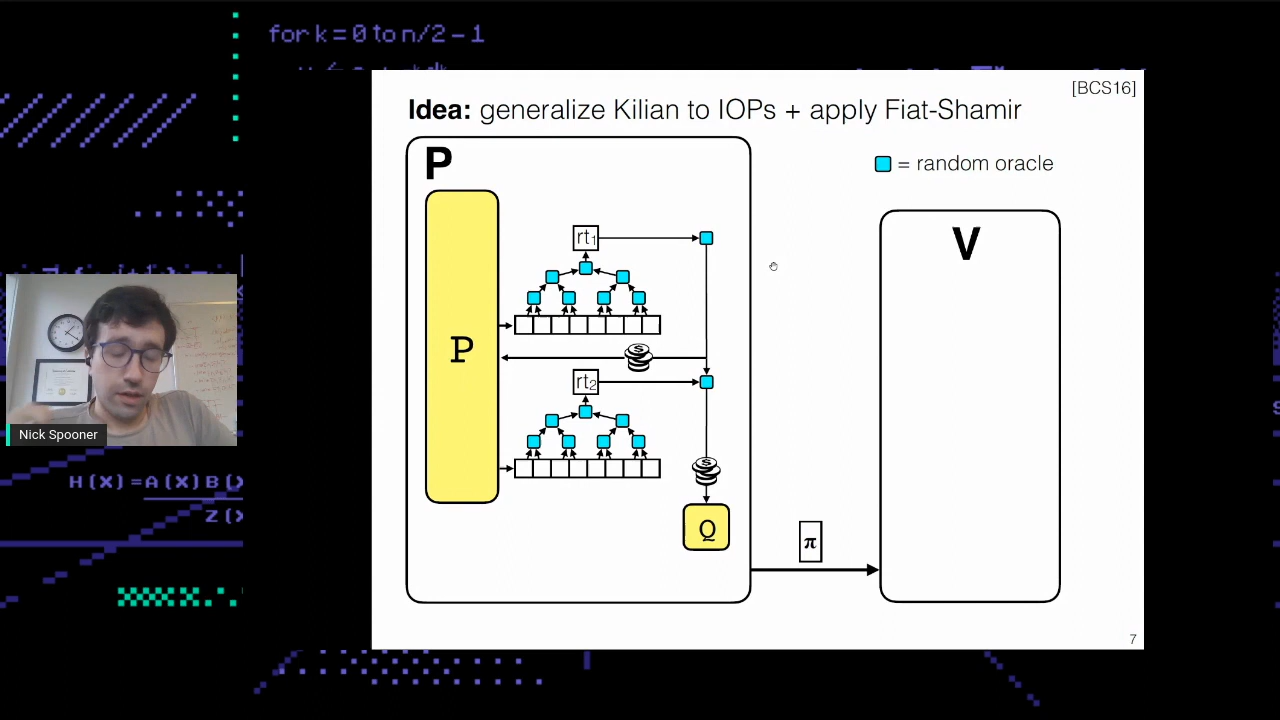 for k = 0 to n/2 - 1
[BCS16]
Idea: generalize Kilian to IOPs + apply Fiat-Shamir
P
= random oracle
V
rt1
P
$
rt2
$
Q
π
7
Nick Spooner
H(X) =A(X)B(X
Z(X